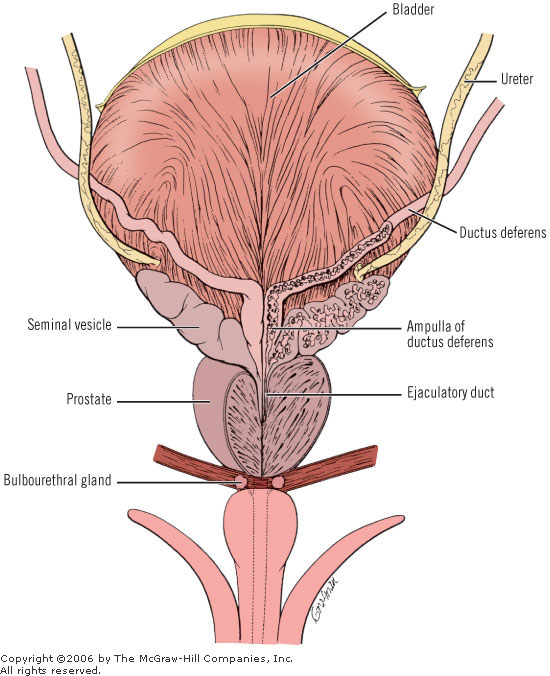 Bladder
Ureter
Ductus deferens
Seminal vesicle
Ampulla of
ductus deferens
Prostate
Ejaculatory duct
Bulbourethral gland
Copyright ©2006 by The McGraw-Hill Companies, Inc.
All rights reserved.